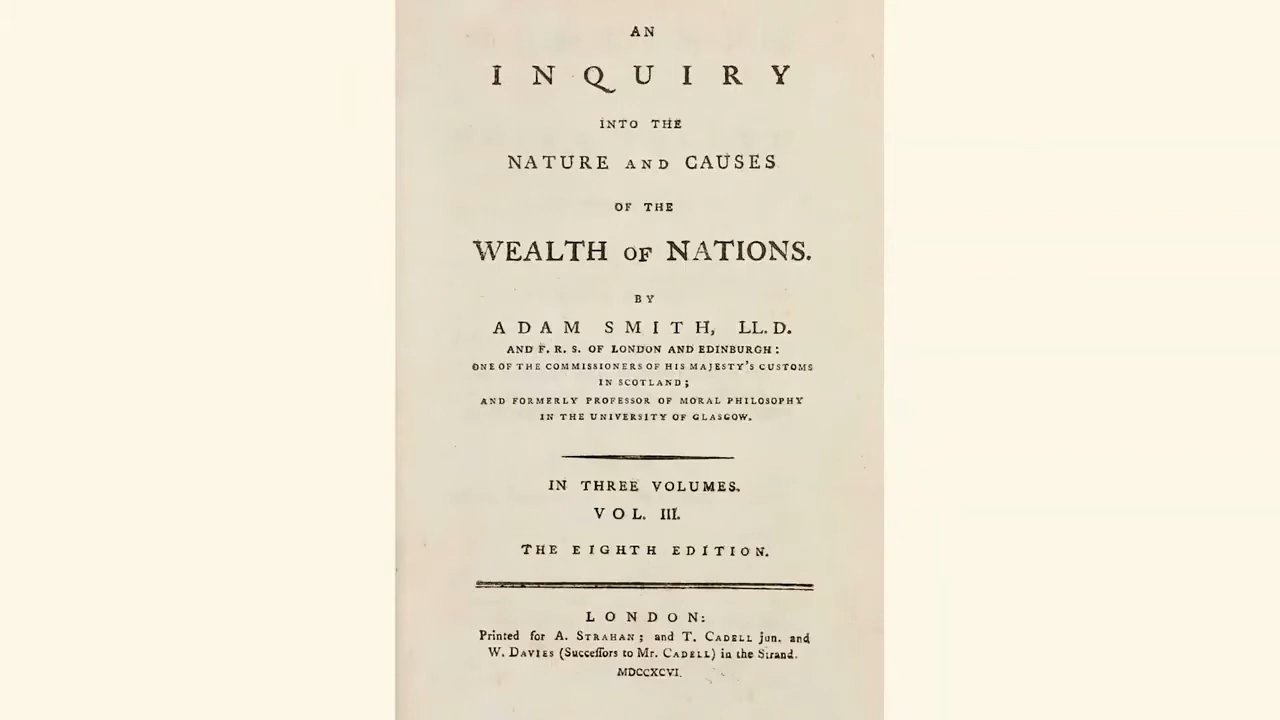 AN
INQUIRY
INTO THE
NATURE AND CAUSES
OF THE
WEALTH OF NATIONS.
BY
ADAM SMITH, LL.D.
AND F. R. S. OF LONDON AND EDINBURGH:
ONE OF THE COMMISSIONERS OF HIS MAJESTY'S CUSTOMS
IN SCOTLAND;
AND FORMERLY PROFESSOR OF MORAL PHILOSOPHY
IN THE UNIVERSITY OF GLASGOW.
IN THREE VOLUMES.
VOL. III.
THE EIGHTH EDITION.
LONDON:
Printed for A. STRAHAN; and T. CADELL jun. and
W. DAVIES (Succeſſors to Mr. CADELL) in the Strand.
MDCCXCVI.